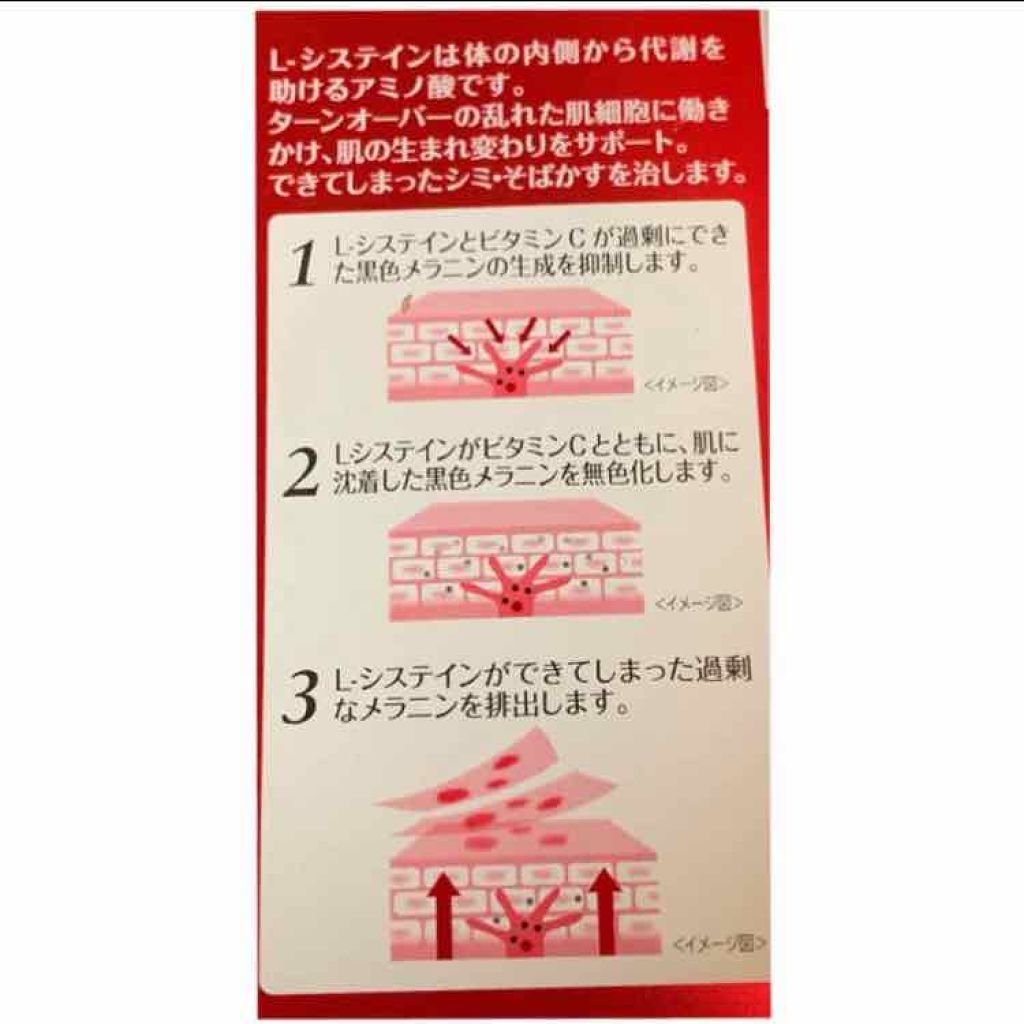 L-システインは体の内側から代謝を
助けるアミノ酸です。
ターンオーバーの乱れた肌細胞に働き
かけ、肌の生まれ変わりをサポート。
できてしまったシミ・そばかすを治します。
1 L-システインとビタミンCが過剰にでき
た黒色メラニンの生成を抑制します。
<イメージ図>
2 L-システインがビタミンCとともに、肌に
沈着した黒色メラニンを無色化します。
<イメージ図>
3 L-システインができてしまった過剰
なメラニンを排出します。
<イメージ図>